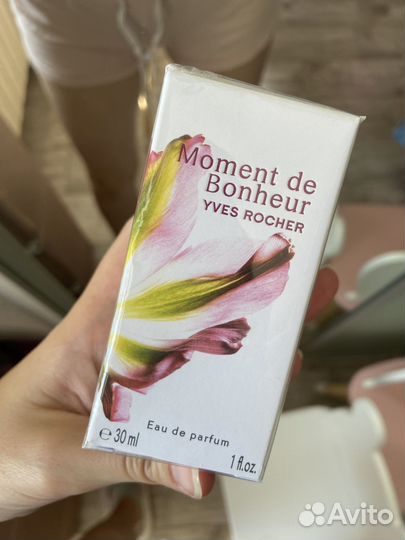 Moment de
Bonheur
YVES ROCHER
Eau de parfum
℮ 30 ml
1 fl.oz.
Avito